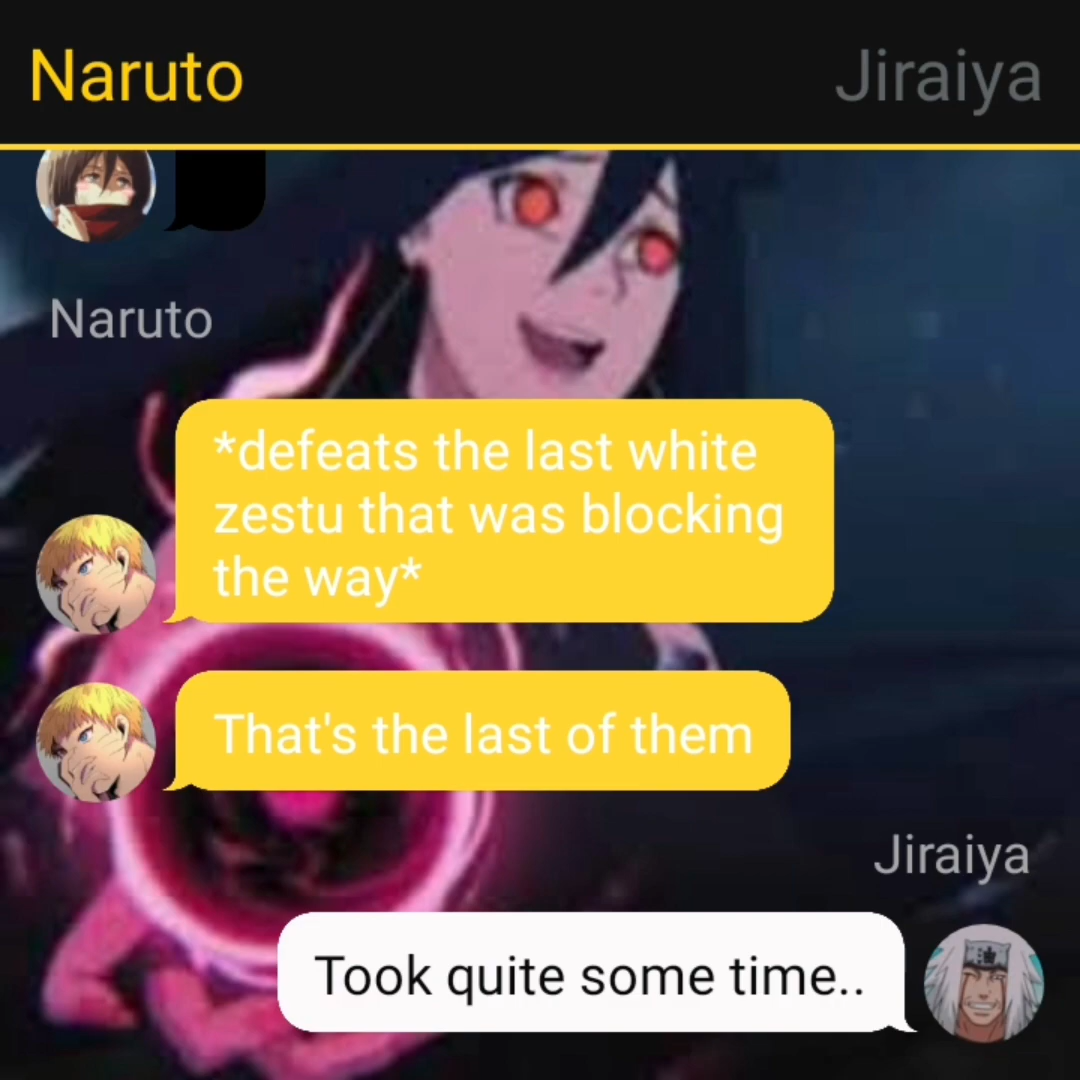 Naruto
Jiraiya
Naruto
*defeats the last white
zestu that was blocking
the way*
That's the last of them
Jiraiya
Took quite some time..